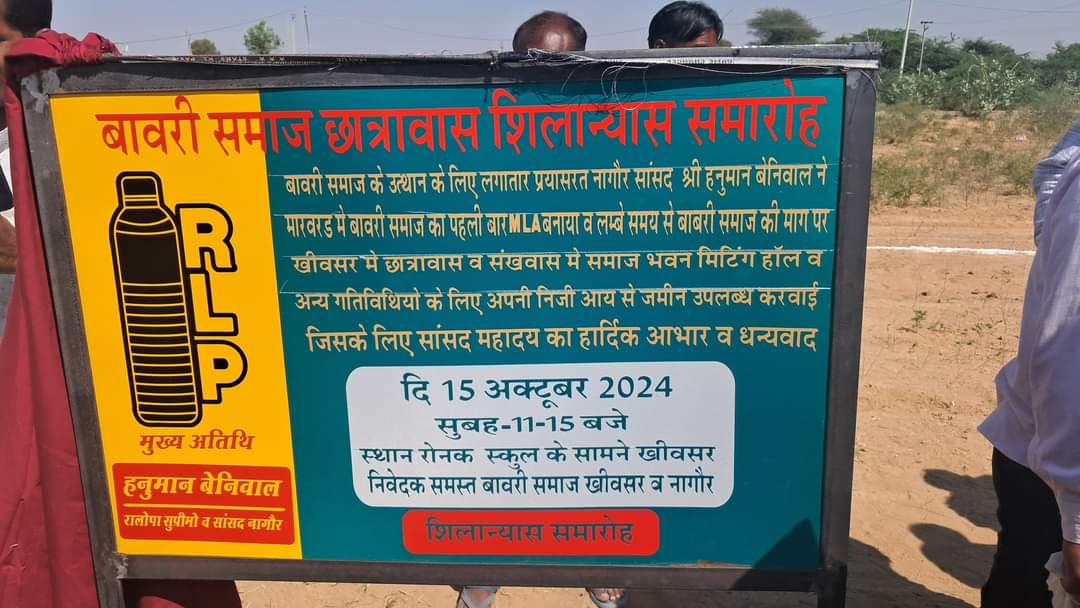 बावरी समाज छात्रावास शिलान्यास समारोह
बावरी समाज के उत्थान के लिए लगातार प्रयासरत नागौर सांसद श्री हनुमान बेनिवाल ने
मारवरड मे बावरी समाज का पहली बार MLA बनाया व लम्बे समय से बाबरी समाज की माग पर
खीवसर मे छात्रावास व संखवास मे समाज भवन मिटिंग हॉल व
अन्य गतिविथियो के लिए अपनी निजी आय से जमीन उपलब्ध करवाई
जिसके लिए सांसद महादय का हार्दिक आभार व धन्यवाद
RLP
मुख्य अतिथि
हनुमान बेनिवाल
रालोपा सुप्रीमो व सांसद नागौर
दि 15 अक्टूबर 2024
सुबह-11-15 बजे
स्थान रोनक स्कुल के सामने खीवसर
निवेदक समस्त बावरी समाज खीवसर व नागौर
शिलान्यास समारोह